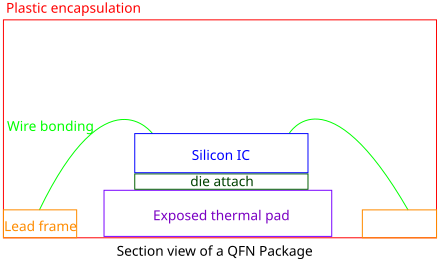 Plastic encapsulation
Wire bonding
Silicon IC
die attach
Exposed thermal pad
Lead frame
Section view of a QFN Package